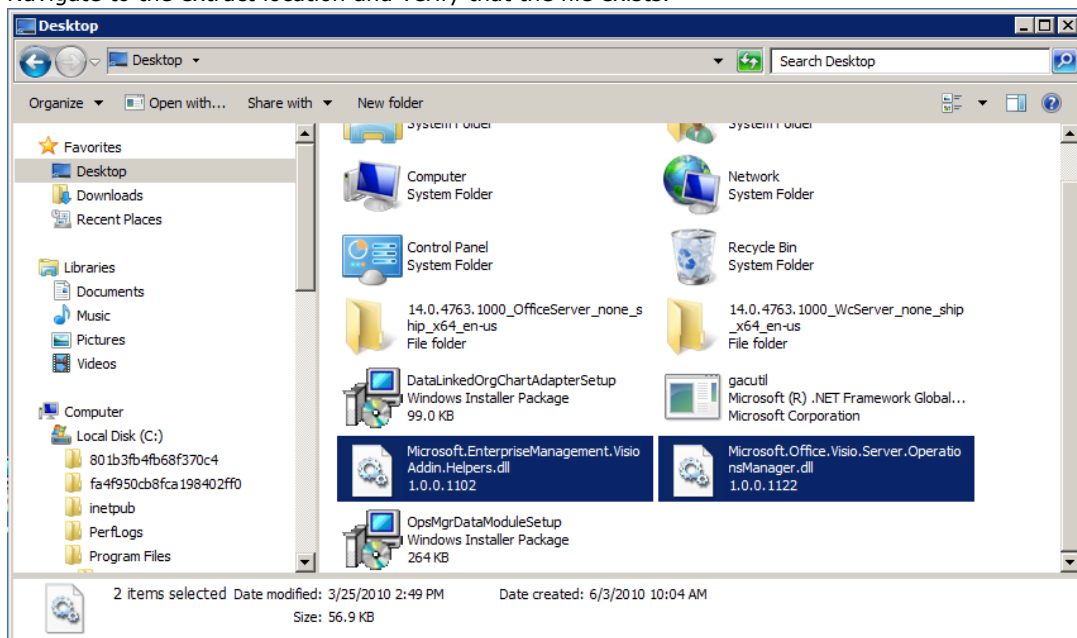 Navigate to the extract location and verify that the file exists.
Desktop
Desktop
Search Desktop
Organize
Open with...
Share with
New folder
Favorites
Desktop
Downloads
Recent Places
Libraries
Documents
Music
Pictures
Videos
Computer
Local Disk (C:)
801b3fb4fb68f370c4
fa4f950cb8fca198402ff0
inetpub
PerfLogs
Program Files
System Folder
System Folder
Computer
System Folder
Network
System Folder
Control Panel
System Folder
Recycle Bin
System Folder
14.0.4763.1000_OfficeServer_none_s
hip_x64_en-us
File folder
14.0.4763.1000_WcServer_none_ship
_x64_en-us
File folder
DataLinkedOrgChartAdapterSetup
Windows Installer Package
99.0 KB
gacutil
Microsoft (R) .NET Framework Global...
Microsoft Corporation
Microsoft.EnterpriseManagement.Visio
Addin.Helpers.dll
1.0.0.1102
Microsoft.Office.Visio.Server.Operatio
nsManager.dll
1.0.0.1122
OpsMgrDataModuleSetup
Windows Installer Package
264 KB
2 items selected Date modified: 3/25/2010 2:49 PM
Date created: 6/3/2010 10:04 AM
Size: 56.9 KB